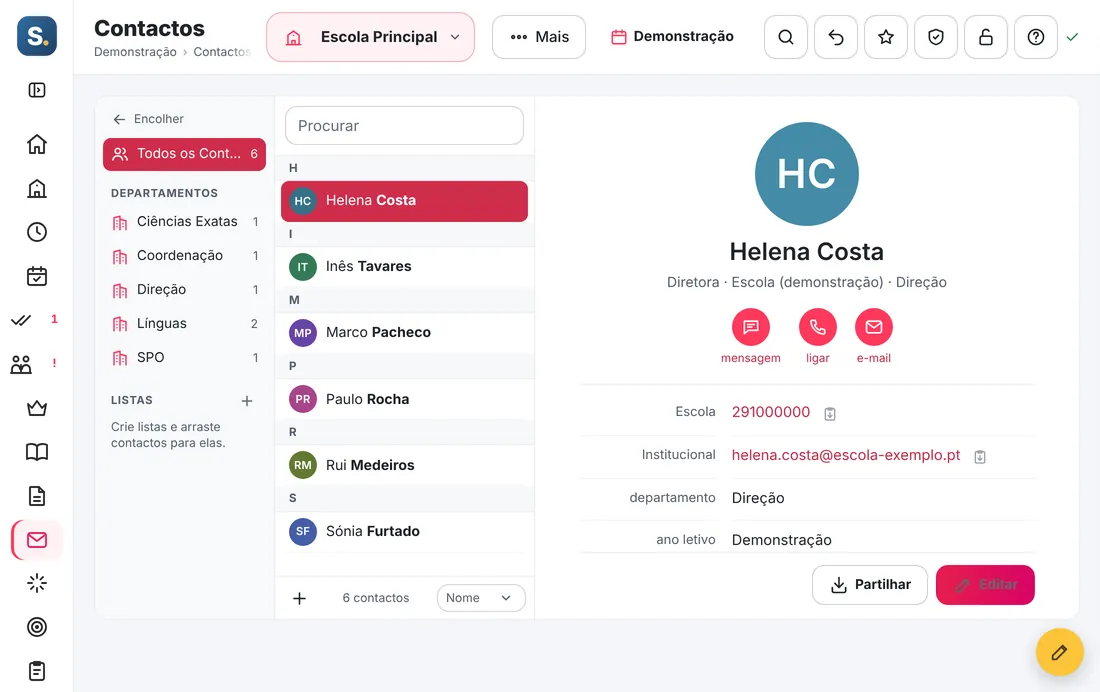 S.
Contactos
Demonstração › Contactos
Escola Principal
Mais
Demonstração
1
!
Encolher
Todos os Cont... 6
DEPARTAMENTOS
Ciências Exatas 1
Coordenação 1
Direção 1
Línguas 2
SPO 1
LISTAS
Crie listas e arraste
contactos para elas.
Procurar
H
HC Helena Costa
I
IT Inês Tavares
M
MP Marco Pacheco
P
PR Paulo Rocha
R
RM Rui Medeiros
S
SF Sónia Furtado
6 contactos
Nome
HC
Helena Costa
Diretora · Escola (demonstração) · Direção
mensagem ligar e-mail
Escola 291000000
Institucional helena.costa@escola-exemplo.pt
departamento Direção
ano letivo Demonstração
Partilhar
Editar